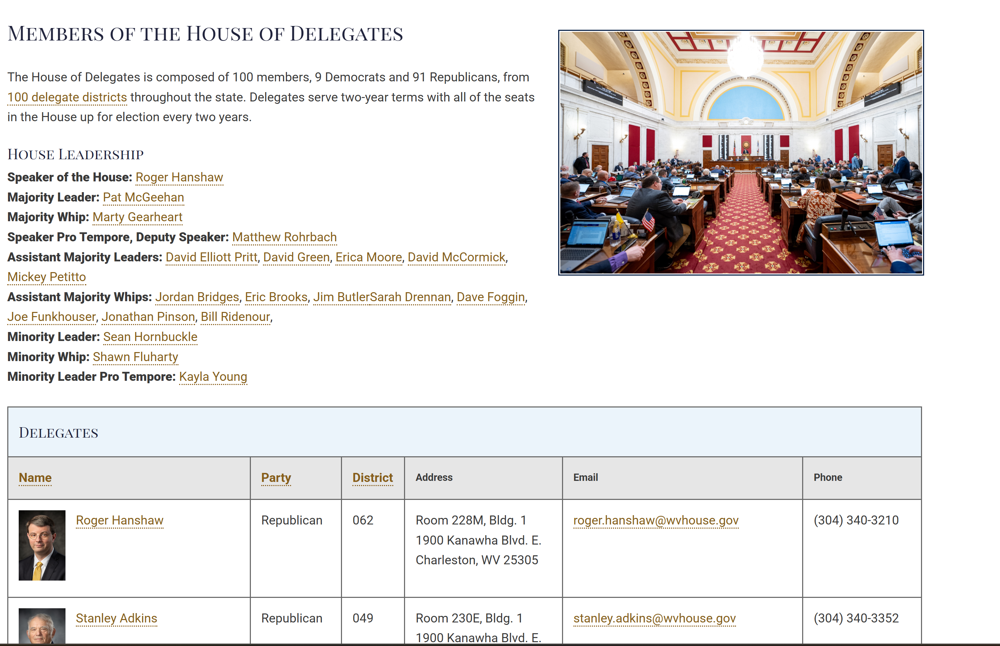 Members of the House of Delegates
The House of Delegates is composed of 100 members, 9 Democrats and 91 Republicans, from
100 delegate districts throughout the state. Delegates serve two-year terms with all of the seats
in the House up for election every two years.
House Leadership
Speaker of the House: Roger Hanshaw
Majority Leader: Pat McGeehan
Majority Whip: Marty Gearheart
Speaker Pro Tempore, Deputy Speaker: Matthew Rohrbach
Assistant Majority Leaders: David Elliott Pritt, David Green, Erica Moore, David McCormick,
Mickey Petitto
Assistant Majority Whips: Jordan Bridges, Eric Brooks, Jim ButlerSarah Drennan, Dave Foggin,
Joe Funkhouser, Jonathan Pinson, Bill Ridenour,
Minority Leader: Sean Hornbuckle
Minority Whip: Shawn Fluharty
Minority Leader Pro Tempore: Kayla Young
Delegates
Name Party District Address Email Phone
Roger Hanshaw Republican 062 Room 228M, Bldg. 1 roger.hanshaw@wvhouse.gov (304) 340-3210
1900 Kanawha Blvd. E.
Charleston, WV 25305
Stanley Adkins Republican 049 Room 230E, Bldg. 1 stanley.adkins@wvhouse.gov (304) 340-3352
1900 Kanawha Blvd. E.